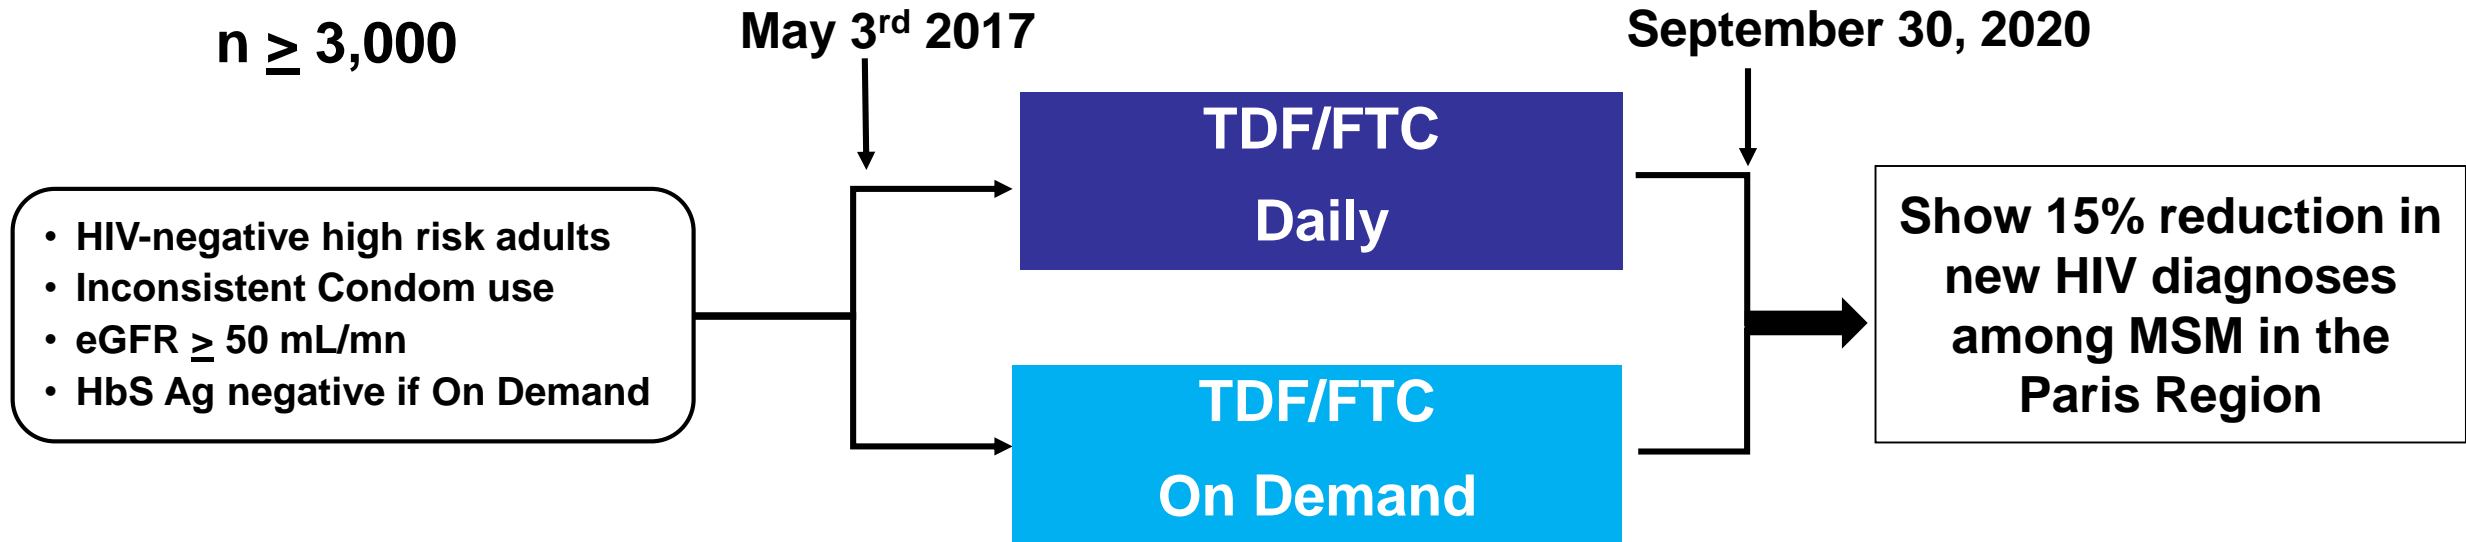 n ≥ 3,000
May 3rd 2017
September 30, 2020
• HIV-negative high risk adults
• Inconsistent Condom use
• eGFR ≥ 50 mL/mn
• HbS Ag negative if On Demand
TDF/FTC
Daily
TDF/FTC
On Demand
Show 15% reduction in
new HIV diagnoses
among MSM in the
Paris Region